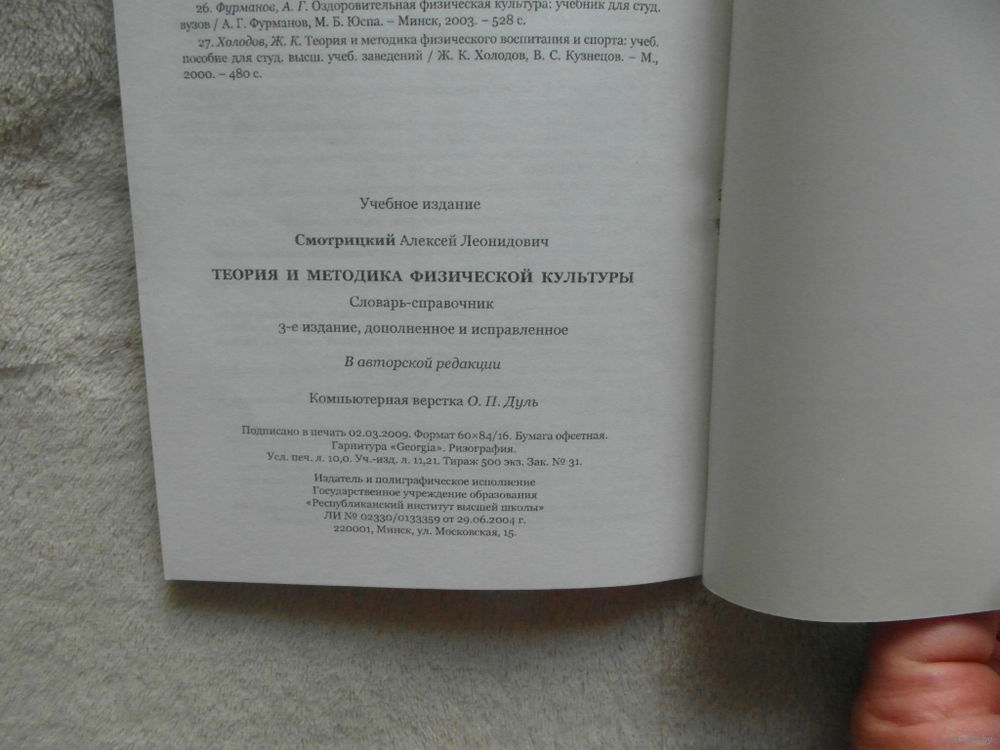 26. Фурманов, А. Г. Оздоровительная физическая культура: учебник для студ.
вузов / А. Г. Фурманов, М. Б. Юспа. – Минск, 2003. – 528 с.
27. Холодов, Ж. К. Теория и методика физического воспитания и спорта: учеб.
пособие для студ. высш. учеб. заведений / Ж. К. Холодов, В. С. Кузнецов. – М.,
2000. – 480 с.
Учебное издание
Смотрицкий Алексей Леонидович
ТЕОРИЯ И МЕТОДИКА ФИЗИЧЕСКОЙ КУЛЬТУРЫ
Словарь-справочник
3-е издание, дополненное и исправленное
В авторской редакции
Компьютерная верстка О. П. Дуль
Подписано в печать 02.03.2009. Формат 60×84/16. Бумага офсетная.
Гарнитура «Georgia». Ризография.
Усл. печ. л. 10,0. Уч.-изд. л. 11,21. Тираж 500 экз. Зак. № 31.
Издатель и полиграфическое исполнение
Государственное учреждение образования
«Республиканский институт высшей школы»
ЛИ № 02330/0133359 от 29.06.2004 г.
220001, Минск, ул. Московская, 15.